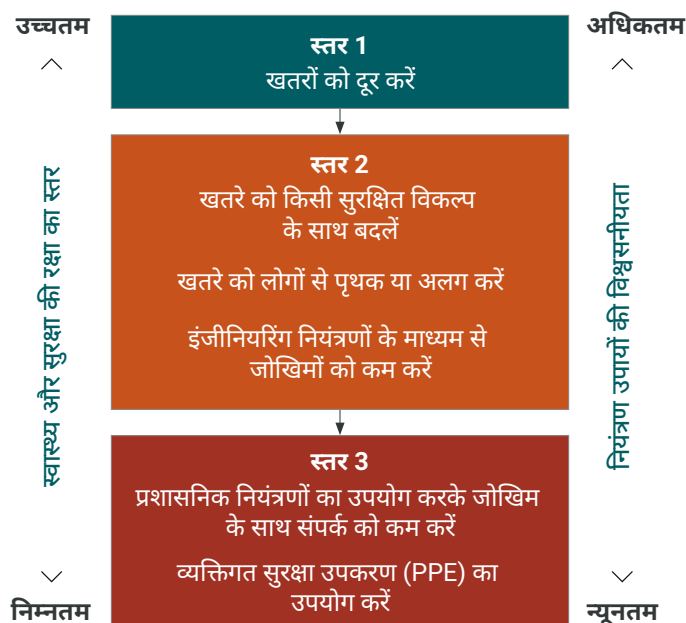 उच्चतम
अधिकतम
स्तर 1
खतरों को दूर करें
स्तर 2
खतरे को किसी सुरक्षित विकल्प
के साथ बदलें
खतरे को लोगों से पृथक या अलग करें
इंजीनियरिंग नियंत्रणों के माध्यम से
जोखिमों को कम करें
स्वास्थ्य और सुरक्षा की रक्षा का स्तर
नियंत्रण उपायों की विश्वसनीयता
स्तर 3
प्रशासनिक नियंत्रणों का उपयोग करके जोखिम
के साथ संपर्क को कम करें
व्यक्तिगत सुरक्षा उपकरण (PPE) का
उपयोग करें
निम्नतम
न्यूनतम